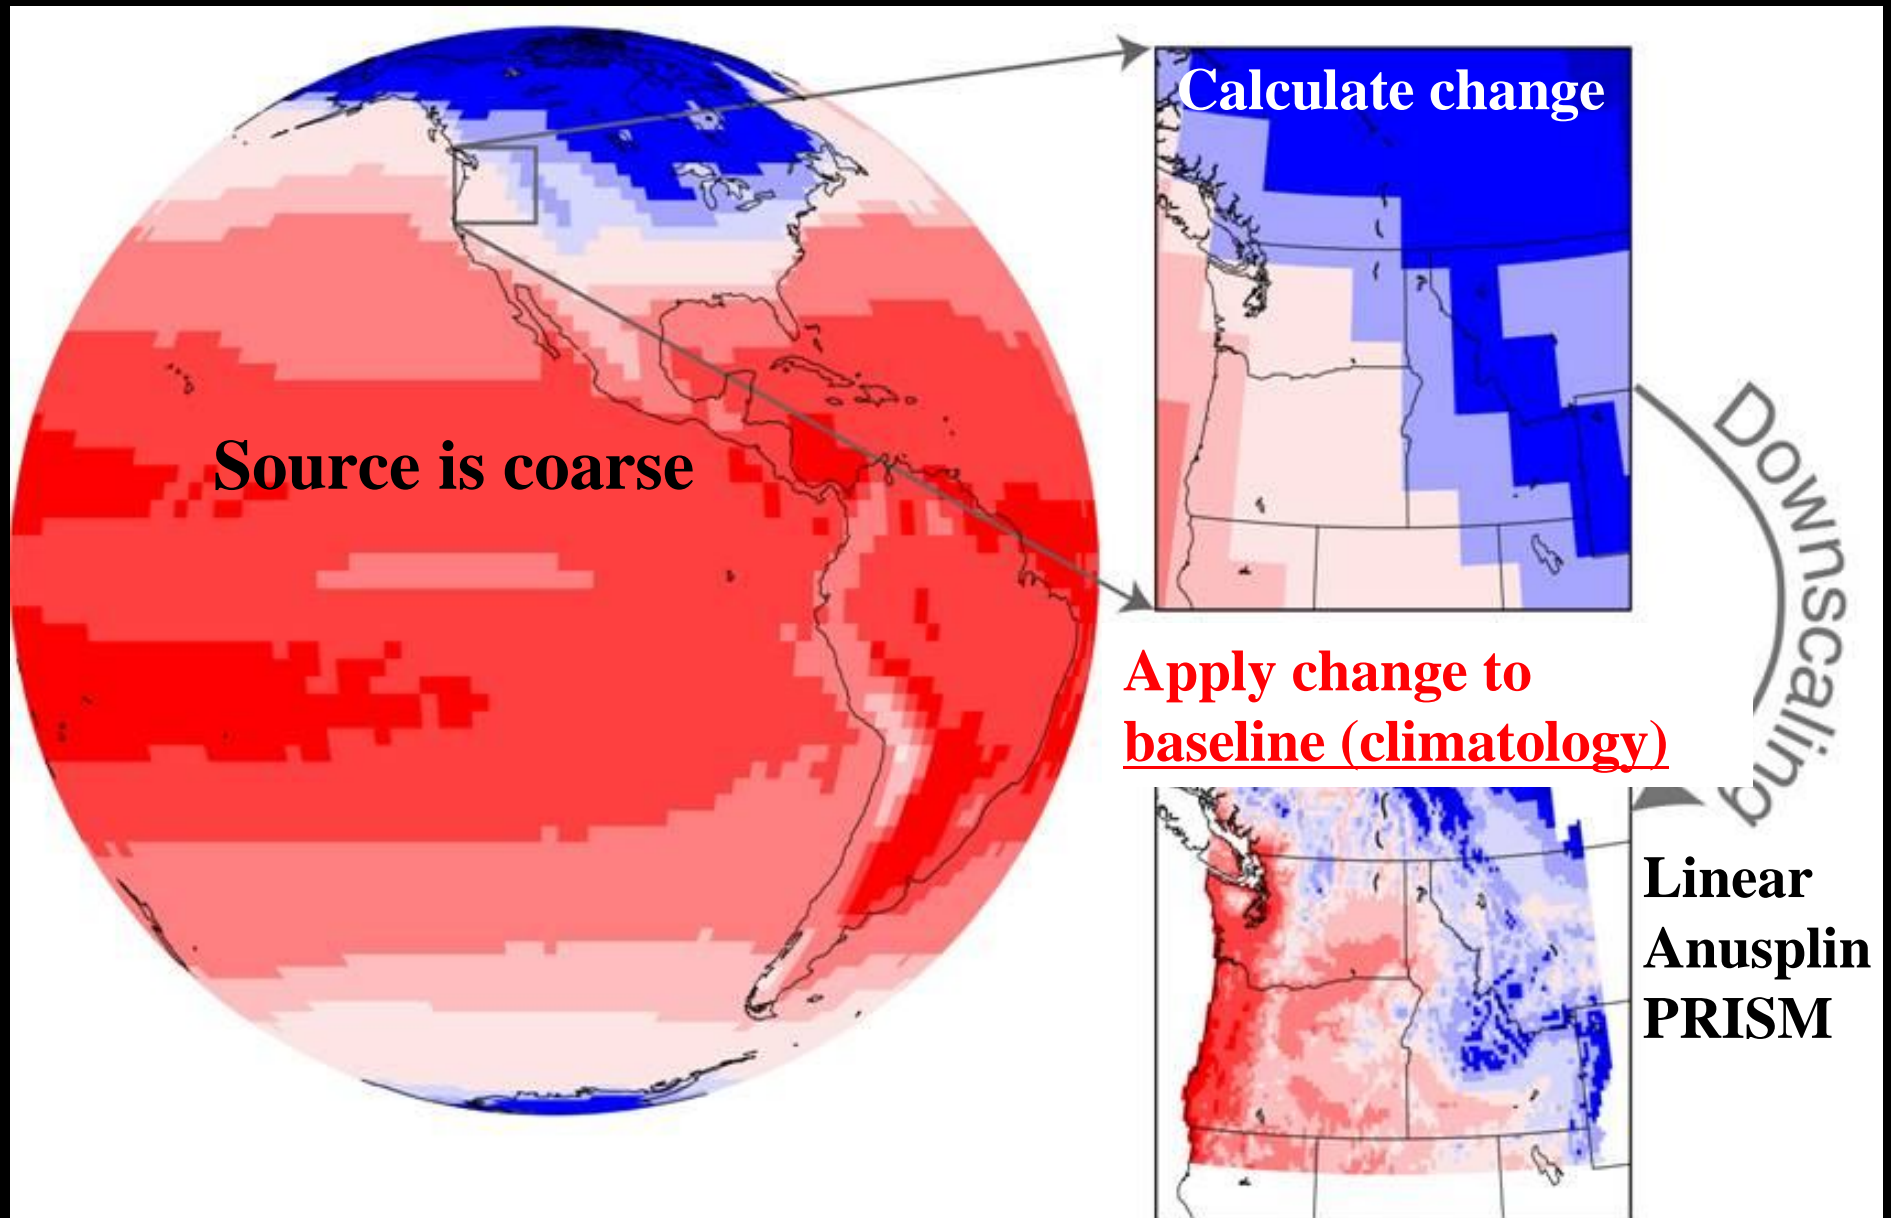 Calculate change
Source is coarse
Downscaling
Apply change to
baseline (climatology)
Linear
Anusplin
PRISM